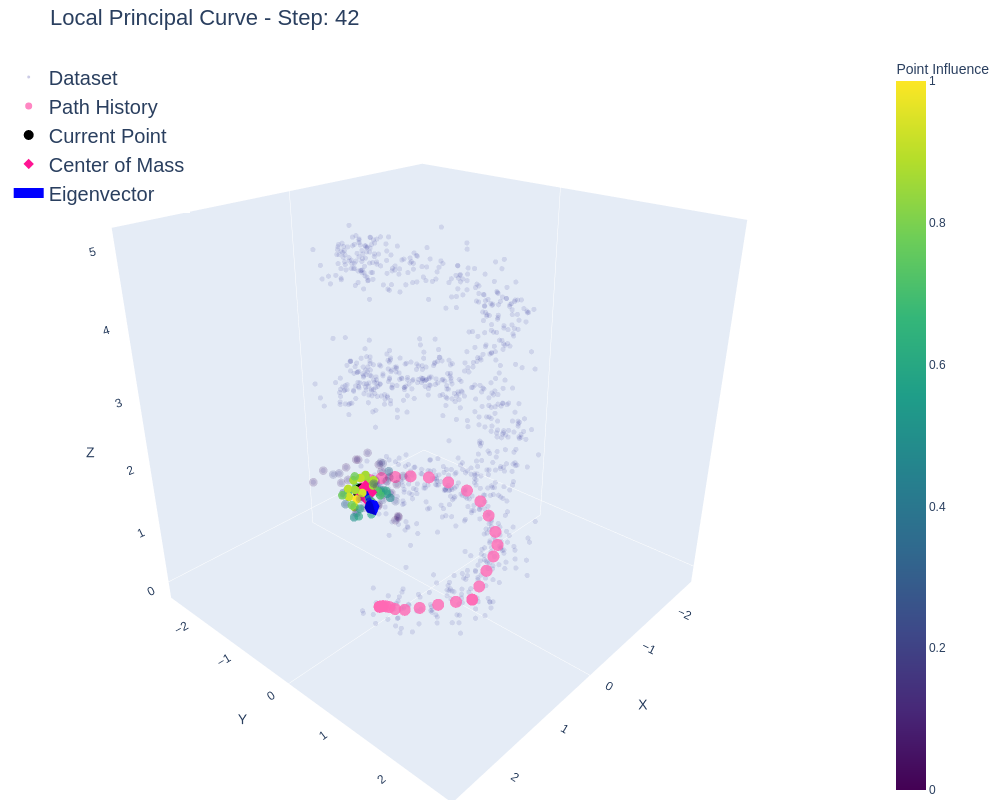 Local Principal Curve - Step: 42
Dataset
Path History
Current Point
Center of Mass
Eigenvector
Point Influence
1
0.8
0.6
0.4
0.2
0
5
4
3
2
1
0
Z
−2
−1
0
1
2
Y
−2
−1
0
1
2
X